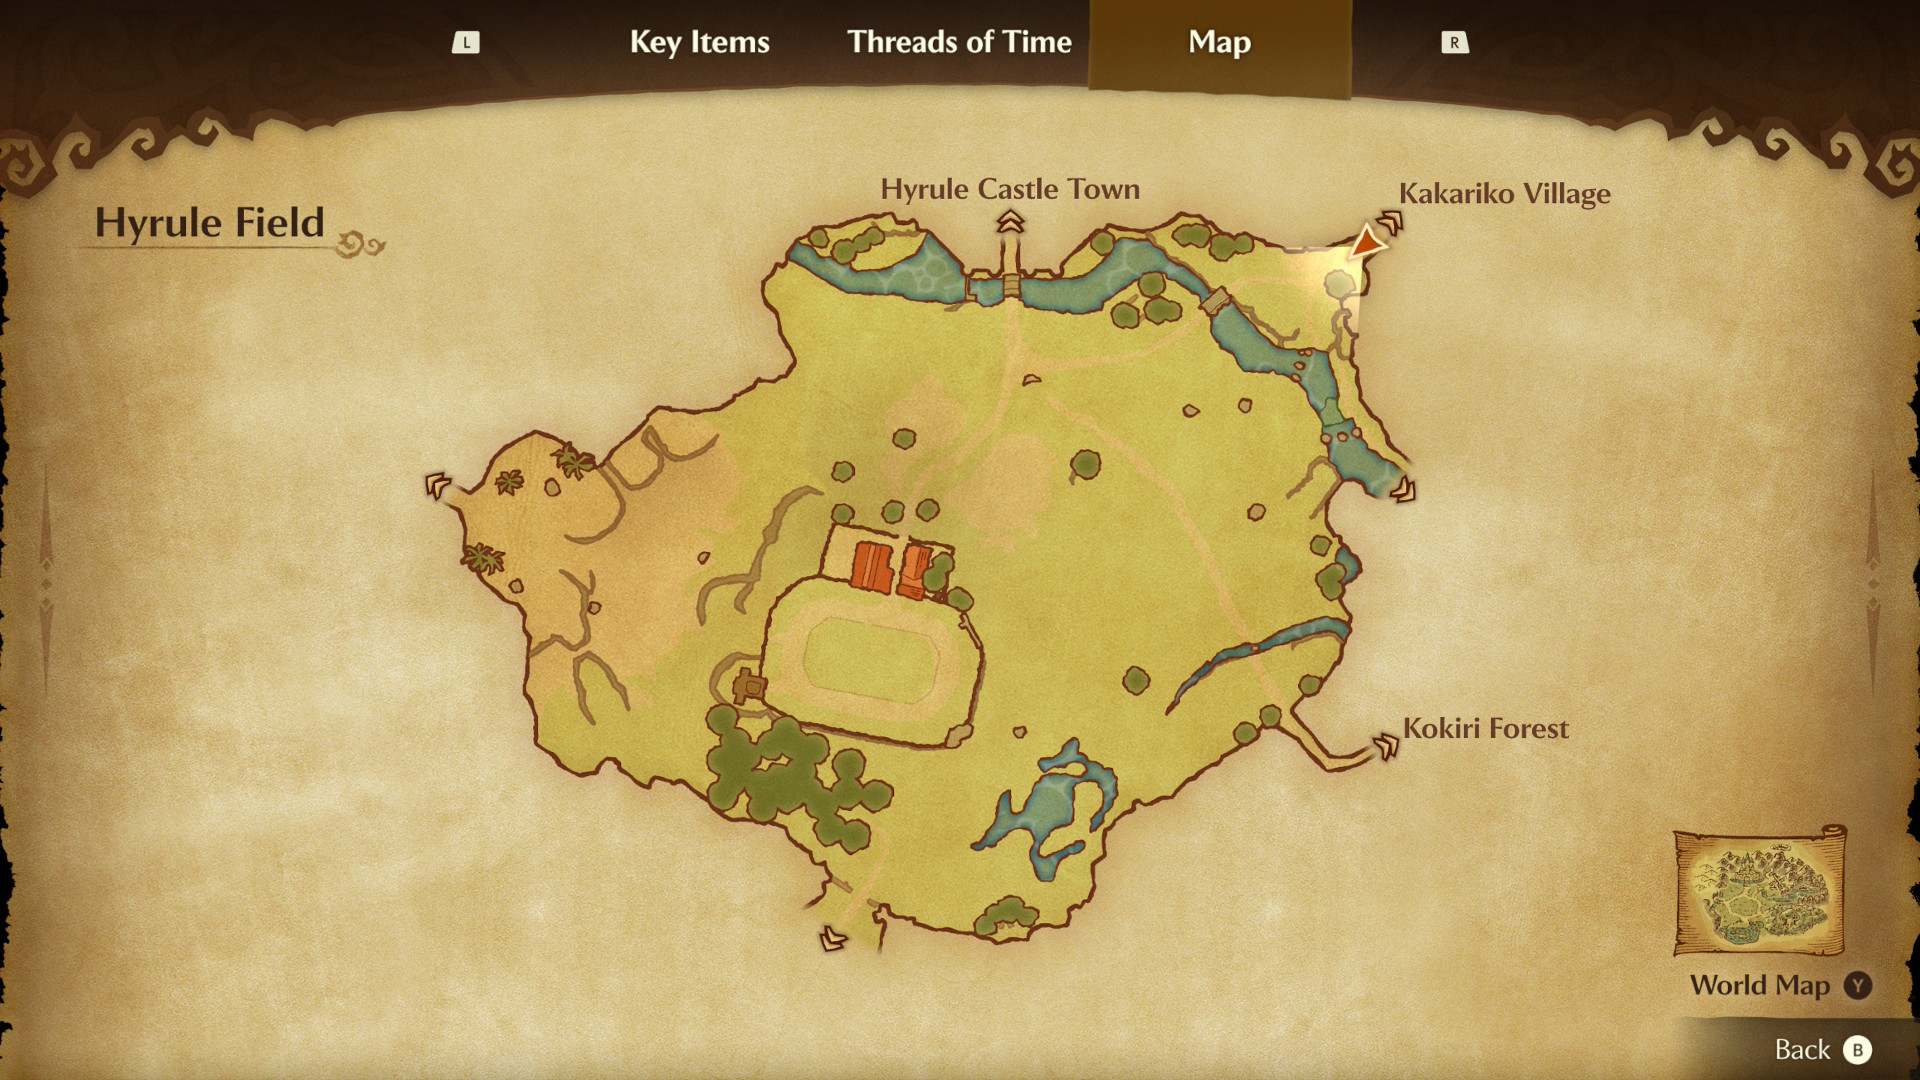 L
Key Items
Threads of Time
Map
R
Hyrule Field
Hyrule Castle Town
Kakariko Village
Kokiri Forest
World Map Y
Back B